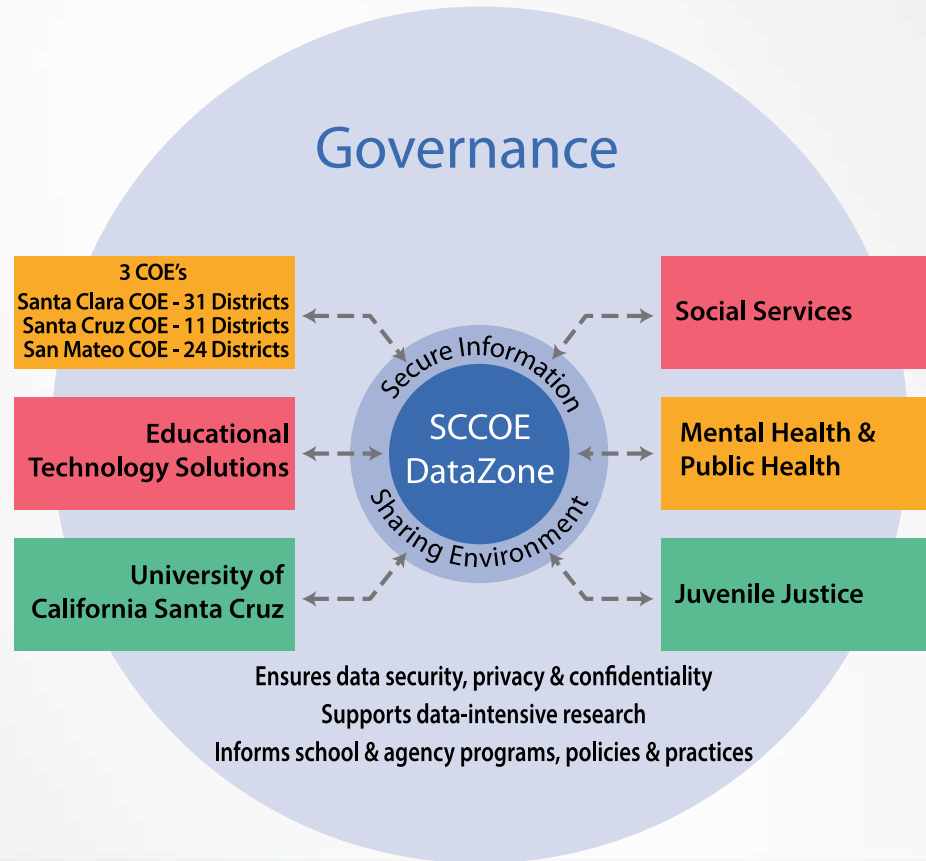 Governance
3 COE's
Santa Clara COE - 31 Districts
Santa Cruz COE - 11 Districts
San Mateo COE - 24 Districts
Educational
Technology Solutions
University of
California Santa Cruz
Secure Information
SCCOE
DataZone
Sharing Environment
Social Services
Mental Health &
Public Health
Juvenile Justice
Ensures data security, privacy & confidentiality
Supports data-intensive research
Informs school & agency programs, policies & practices